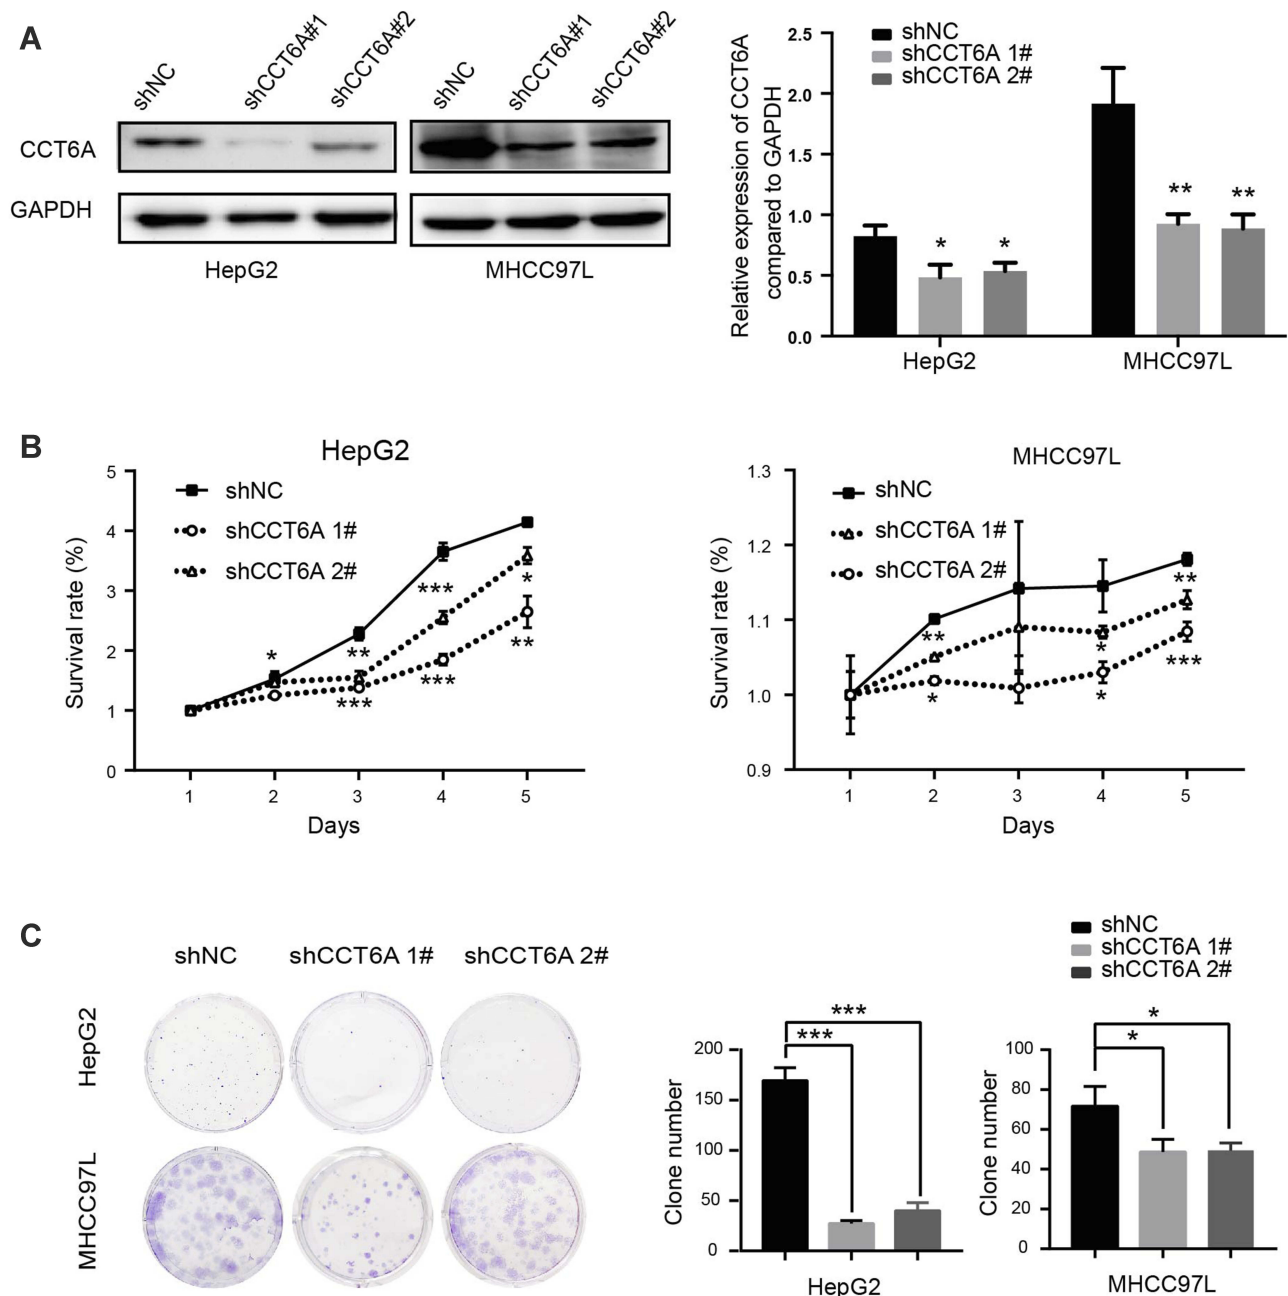 A
shNC
shCCT6A#1
shCCT6A#2
shNC
shCCT6A#1
shCCT6A#2
CCT6A
GAPDH
HepG2
MHCC97L
Relative expression of CCT6A
compared to GAPDH
2.5
2.0
1.5
1.0
0.5
0.0
shNC
shCCT6A 1#
shCCT6A 2#
*
*
**
**
HepG2
MHCC97L
B
HepG2
Survival rate (%)
5
4
3
2
1
0
shNC
shCCT6A 1#
shCCT6A 2#
*
**
***
***
***
*
**
1 2 3 4 5
Days
MHCC97L
Survival rate (%)
1.3
1.2
1.1
1.0
0.9
shNC
shCCT6A 1#
shCCT6A 2#
**
*
*
*
**
***
1 2 3 4 5
Days
C
shNC shCCT6A 1# shCCT6A 2#
HepG2
MHCC97L
shNC
shCCT6A 1#
shCCT6A 2#
Clone number
200
150
100
50
0
***
***
HepG2
Clone number
100
80
60
40
20
0
*
*
MHCC97L